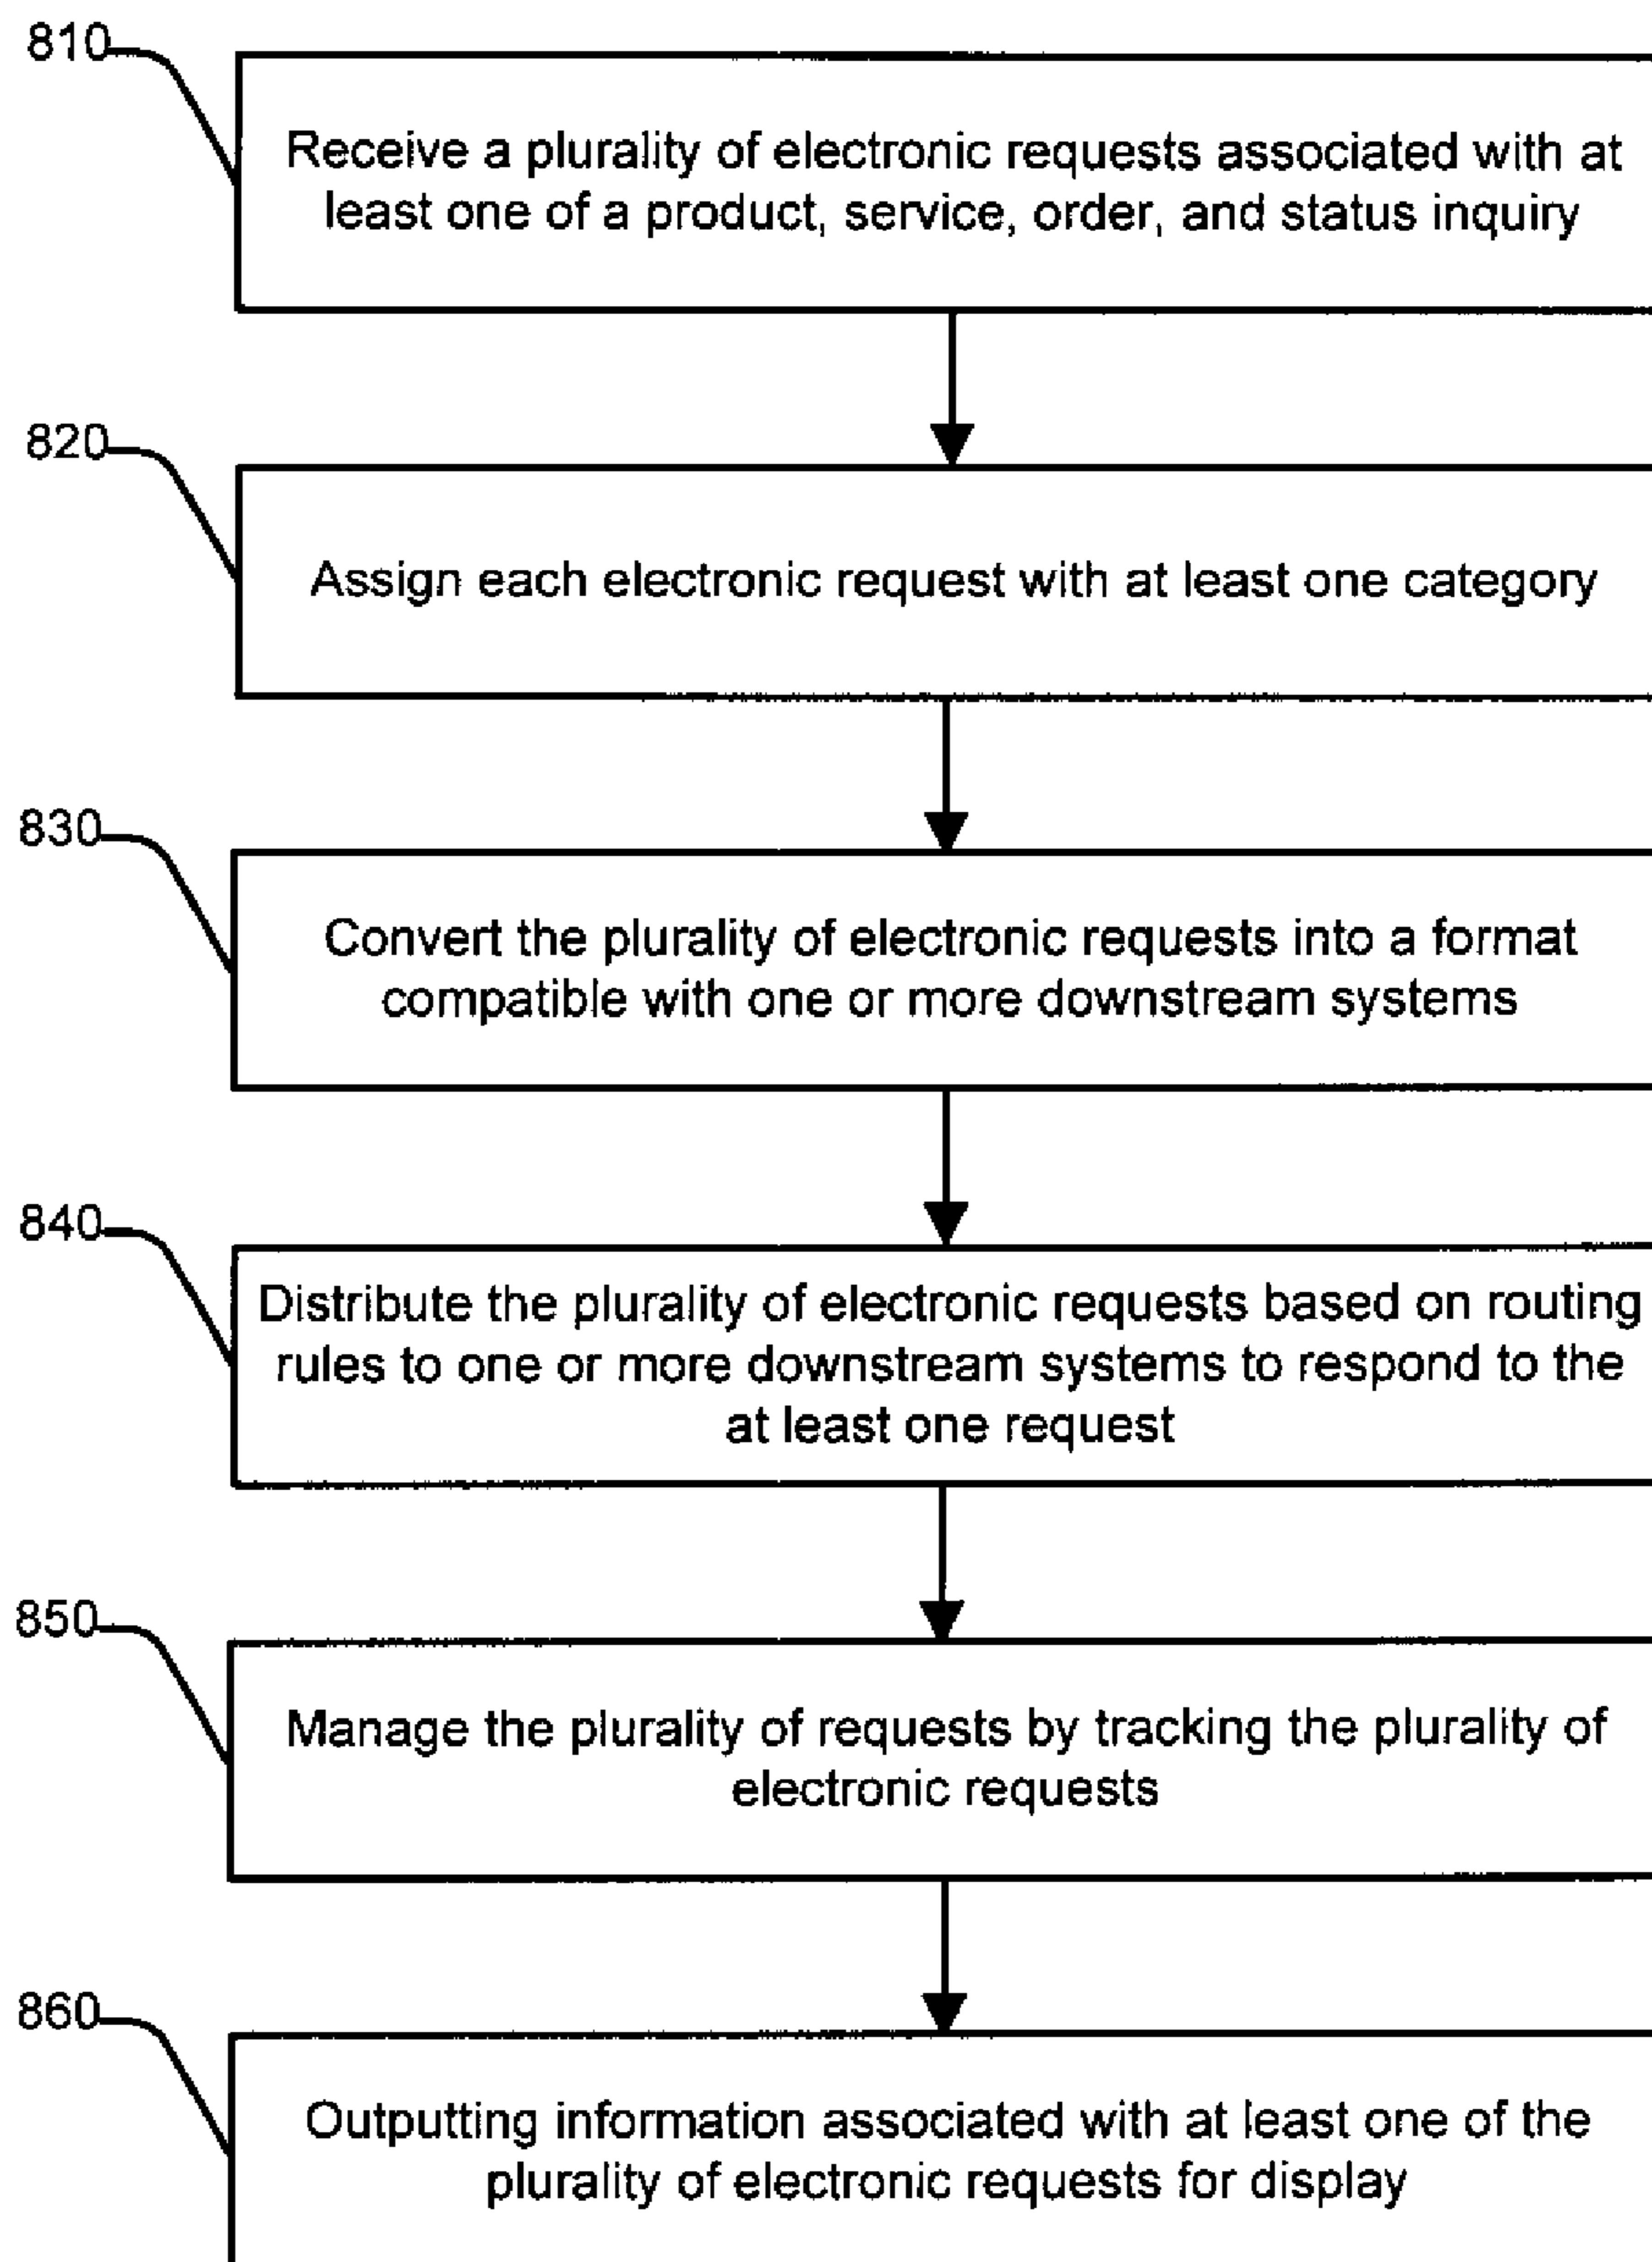 810
Receive a plurality of electronic requests associated with at
least one of a product, service, order, and status inquiry
820
Assign each electronic request with at least one category
830
Convert the plurality of electronic requests into a format
compatible with one or more downstream systems
840
Distribute the plurality of electronic requests based on routing
rules to one or more downstream systems to respond to the
at least one request
850
Manage the plurality of requests by tracking the plurality of
electronic requests
860
Outputting information associated with at least one of the
plurality of electronic requests for display